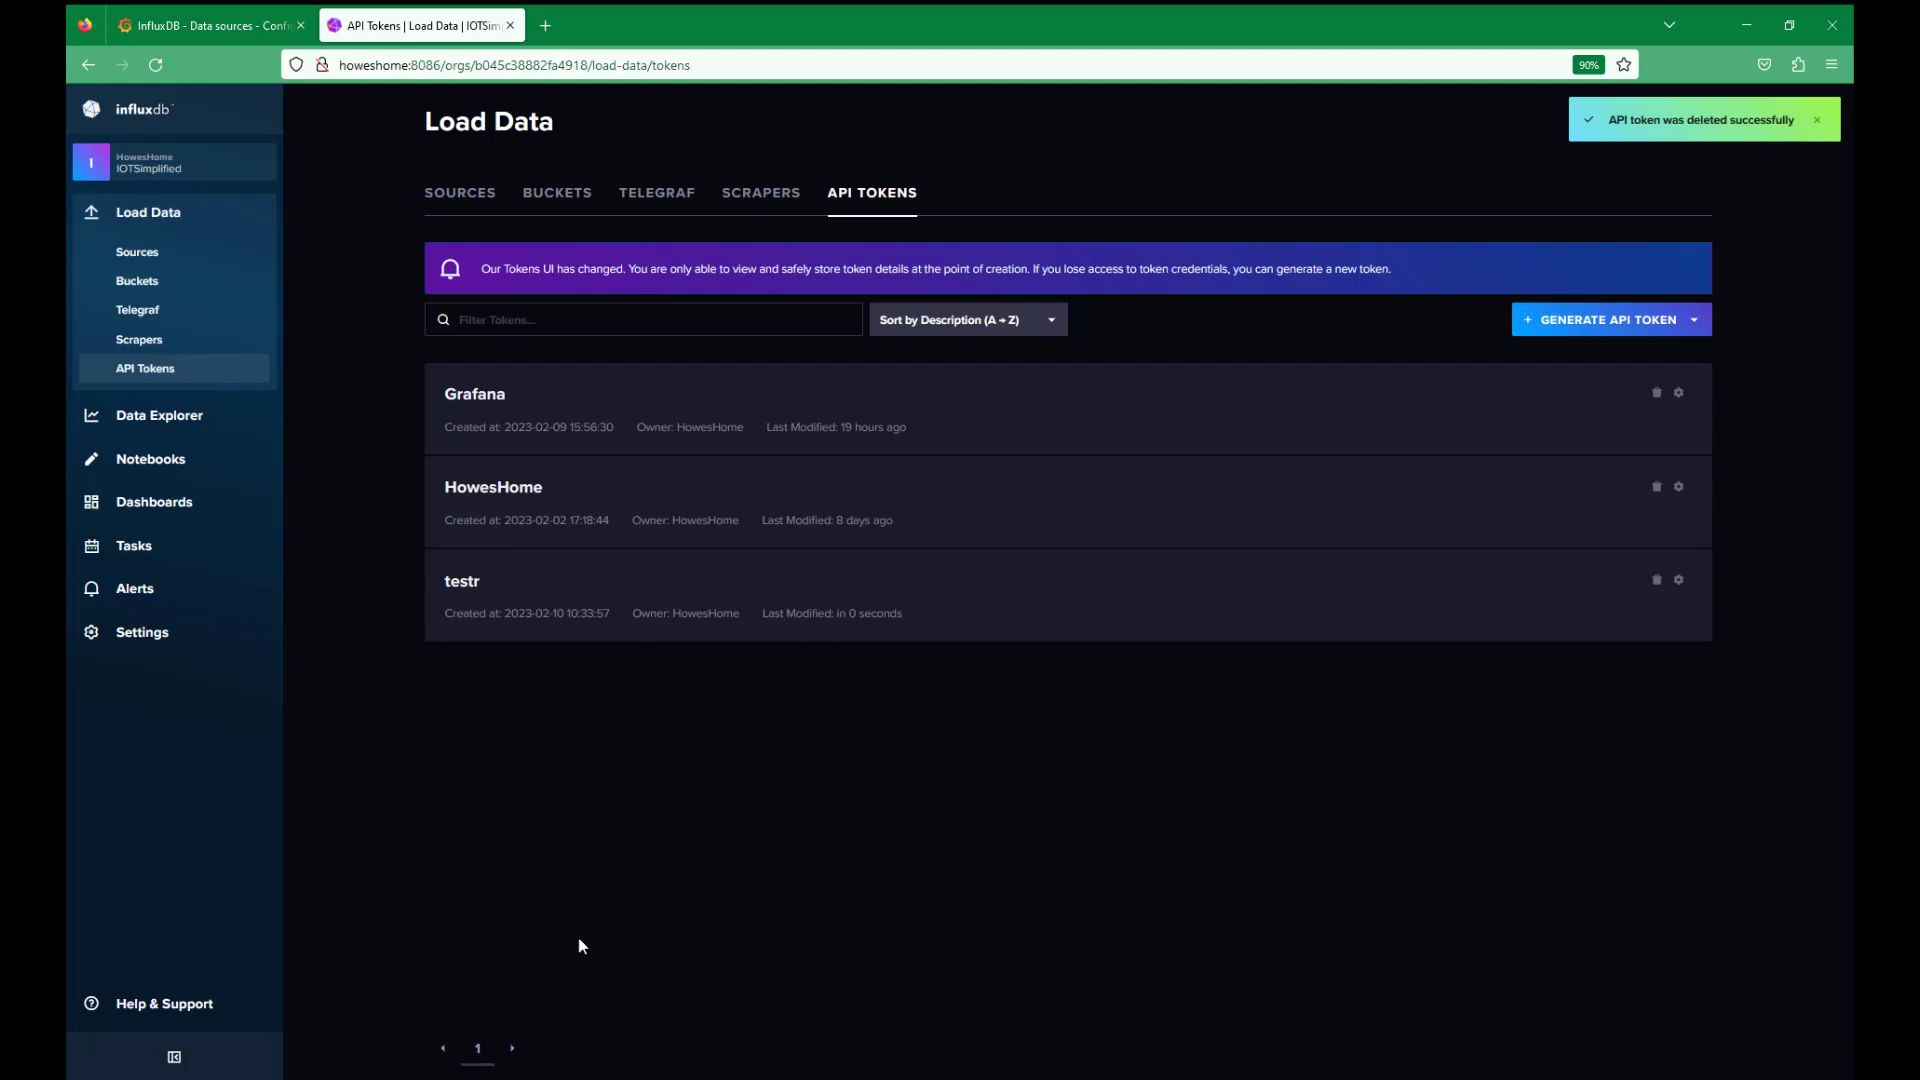 InfluxDB - Data sources - Confi
API Tokens | Load Data | IOTSim
howeshome:8086/orgs/b045c38882fa4918/load-data/tokens
90%
influxdb
I
HowesHome
IOTSimplified
Load Data
Sources
Buckets
Telegraf
Scrapers
API Tokens
Data Explorer
Notebooks
Dashboards
Tasks
Alerts
Settings
Help & Support
Load Data
API token was deleted successfully
SOURCES BUCKETS TELEGRAF SCRAPERS API TOKENS
Our Tokens UI has changed. You are only able to view and safely store token details at the point of creation. If you lose access to token credentials, you can generate a new token.
Filter Tokens...
Sort by Description (A → Z)
+ GENERATE API TOKEN
Grafana
Created at: 2023-02-09 15:56:30 Owner: HowesHome Last Modified: 19 hours ago
HowesHome
Created at: 2023-02-02 17:18:44 Owner: HowesHome Last Modified: 8 days ago
testr
Created at: 2023-02-10 10:33:57 Owner: HowesHome Last Modified: in 0 seconds
1